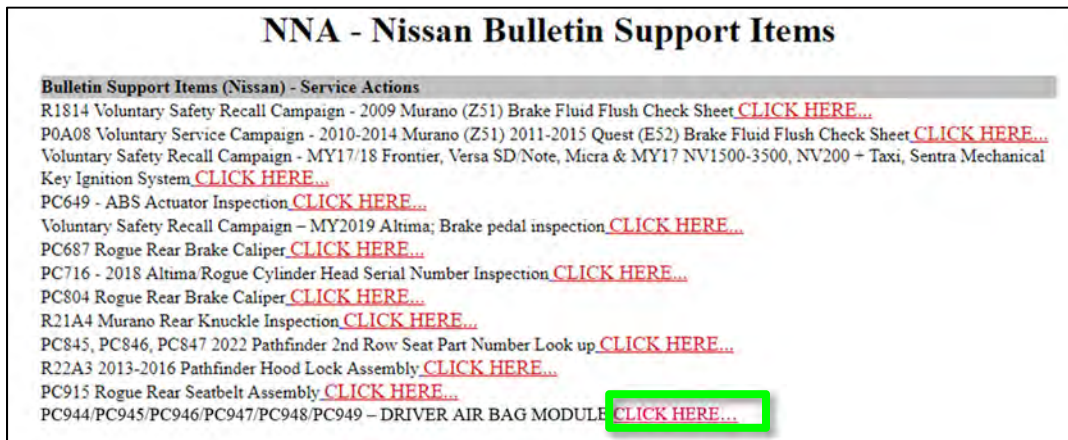 NNA - Nissan Bulletin Support Items
Bulletin Support Items (Nissan) - Service Actions
R1814 Voluntary Safety Recall Campaign - 2009 Murano (Z51) Brake Fluid Flush Check Sheet CLICK HERE...
P0A08 Voluntary Service Campaign - 2010-2014 Murano (Z51) 2011-2015 Quest (E52) Brake Fluid Flush Check Sheet CLICK HERE...
Voluntary Safety Recall Campaign - MY17/18 Frontier, Versa SD/Note, Micra & MY17 NV1500-3500, NV200 + Taxi, Sentra Mechanical
Key Ignition System CLICK HERE...
PC649 - ABS Actuator Inspection CLICK HERE...
Voluntary Safety Recall Campaign – MY2019 Altima; Brake pedal inspection CLICK HERE...
PC687 Rogue Rear Brake Caliper CLICK HERE...
PC716 - 2018 Altima/Rogue Cylinder Head Serial Number Inspection CLICK HERE...
PC804 Rogue Rear Brake Caliper CLICK HERE...
R21A4 Murano Rear Knuckle Inspection CLICK HERE...
PC845, PC846, PC847 2022 Pathfinder 2nd Row Seat Part Number Look up CLICK HERE...
R22A3 2013-2016 Pathfinder Hood Lock Assembly CLICK HERE...
PC915 Rogue Rear Seatbelt Assembly CLICK HERE...
PC944/PC945/PC946/PC947/PC948/PC949 – DRIVER AIR BAG MODULE CLICK HERE...